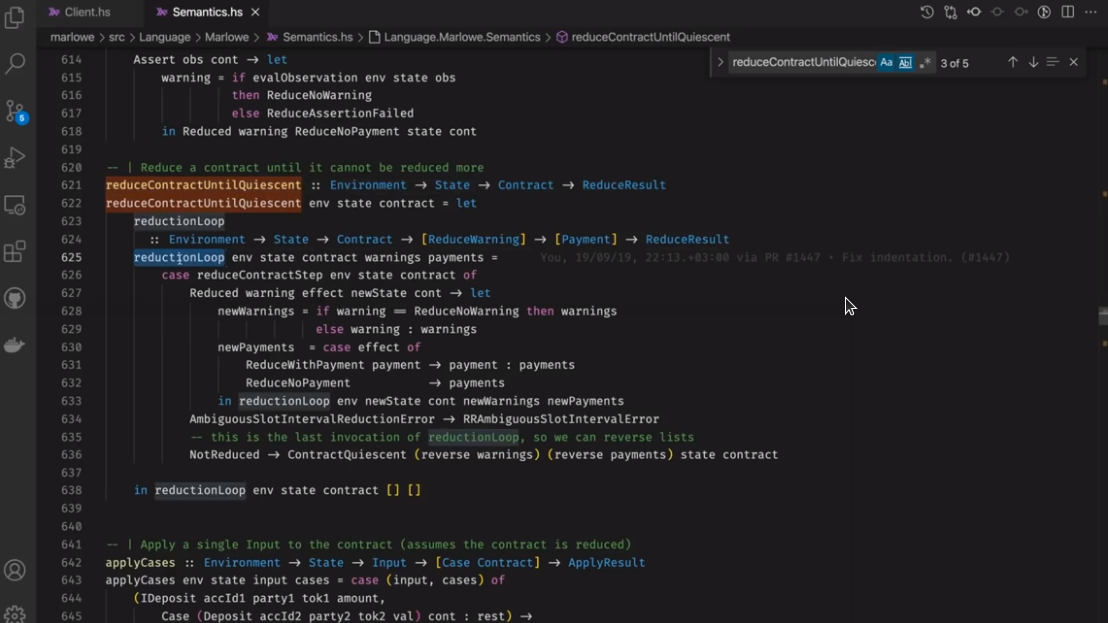 Client.hs
Semantics.hs
marlowe > src > Language > Marlowe > Semantics.hs > Language.Marlowe.Semantics > reduceContractUntilQuiescent
reduceContractUntilQuiesc Aa Abl .* 3 of 5
5
614 Assert obs cont → let
615 warning = if evalObservation env state obs
616 then ReduceNoWarning
617 else ReduceAssertionFailed
618 in Reduced warning ReduceNoPayment state cont
619
620 -- | Reduce a contract until it cannot be reduced more
621 reduceContractUntilQuiescent :: Environment → State → Contract → ReduceResult
622 reduceContractUntilQuiescent env state contract = let
623 reductionLoop
624 :: Environment → State → Contract → [ReduceWarning] → [Payment] → ReduceResult
625 reductionLoop env state contract warnings payments = You, 19/09/19, 22:13.+03:00 via PR #1447 • Fix indentation. (#1447)
626 case reduceContractStep env state contract of
627 Reduced warning effect newState cont → let
628 newWarnings = if warning == ReduceNoWarning then warnings
629 else warning : warnings
630 newPayments = case effect of
631 ReduceWithPayment payment → payment : payments
632 ReduceNoPayment → payments
633 in reductionLoop env newState cont newWarnings newPayments
634 AmbiguousSlotIntervalReductionError → RRAmbiguousSlotIntervalError
635 -- this is the last invocation of reductionLoop, so we can reverse lists
636 NotReduced → ContractQuiescent (reverse warnings) (reverse payments) state contract
637
638 in reductionLoop env state contract [] []
639
640
641 -- | Apply a single Input to the contract (assumes the contract is reduced)
642 applyCases :: Environment → State → Input → [Case Contract] → ApplyResult
643 applyCases env state input cases = case (input, cases) of
644 (IDeposit accId1 party1 tok1 amount,
645 Case (Deposit accId2 party2 tok2 val) cont : rest) →